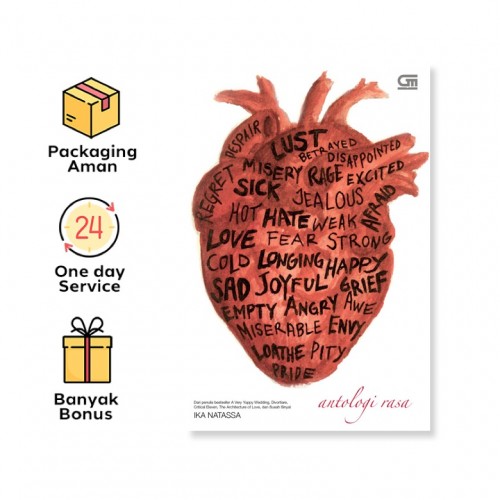 Packaging
Aman
24
One day
Service
Banyak
Bonus
GM
DESPAIR
LUST
BETRAYED
DISAPPOINTED
REGRET
MISERY
RAGE
EXCITED
SICK
JEALOUS
AFRAID
HOT
HATE
WEAK
LOVE
FEAR
STRONG
COLD
LONGING
HAPPY
SAD
JOYFUL
GRIEF
EMPTY
ANGRY
AWE
MISERABLE
ENVY
LOATHE
PITY
PRIDE
antologi rasa
Dari penulis bestseller A Very Yuppy Wedding, Divortiare,
Critical Eleven, The Architecture of Love, dan Susah Sinyal
IKA NATASSA